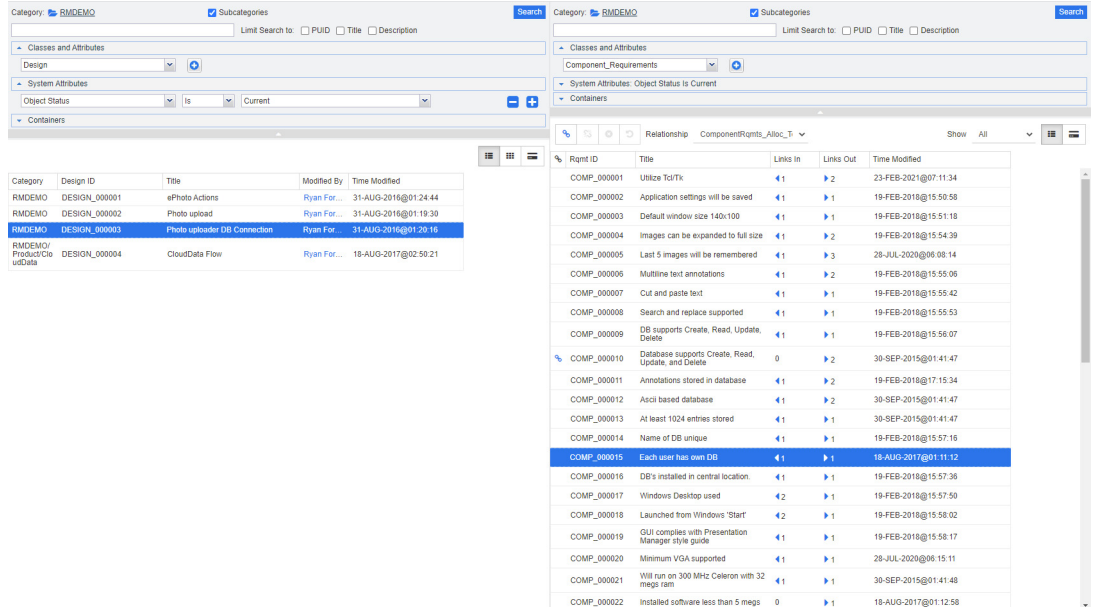 Category: RMDEMO Subcategories Search
Limit Search to: PUID Title Description
Classes and Attributes
Design
System Attributes
Object Status Is Current
Containers
Category Design ID Title Modified By Time Modified
RMDEMO DESIGN_000001 ePhoto Actions Ryan For... 31-AUG-2016@01:24:44
RMDEMO DESIGN_000002 Photo upload Ryan For... 31-AUG-2016@01:19:30
RMDEMO DESIGN_000003 Photo uploader DB Connection Ryan For... 31-AUG-2016@01:20:16
RMDEMO/
Product/Clo DESIGN_000004 CloudData Flow Ryan For... 18-AUG-2017@02:50:21
udData
Category: RMDEMO Subcategories Search
Limit Search to: PUID Title Description
Classes and Attributes
Component_Requirements
System Attributes: Object Status Is Current
Containers
Relationship ComponentRqmts_Alloc_T Show All
Rqmt ID Title Links In Links Out Time Modified
COMP_000001 Utilize Tcl/Tk 1 2 23-FEB-2021@07:11:34
COMP_000002 Application settings will be saved 1 1 19-FEB-2018@15:50:58
COMP_000003 Default window size 140x100 1 1 19-FEB-2018@15:51:18
COMP_000004 Images can be expanded to full size 1 2 19-FEB-2018@15:54:39
COMP_000005 Last 5 images will be remembered 1 3 28-JUL-2020@06:08:14
COMP_000006 Multiline text annotations 1 2 19-FEB-2018@15:55:06
COMP_000007 Cut and paste text 1 1 19-FEB-2018@15:55:42
COMP_000008 Search and replace supported 1 1 19-FEB-2018@15:55:53
COMP_000009 DB supports Create, Read, Update, 1 1 19-FEB-2018@15:56:07
Delete
COMP_000010 Database supports Create, Read, 0 2 30-SEP-2015@01:41:47
Update, and Delete
COMP_000011 Annotations stored in database 1 2 19-FEB-2018@17:15:34
COMP_000012 Ascii based database 1 2 30-SEP-2015@01:41:47
COMP_000013 At least 1024 entries stored 1 1 30-SEP-2015@01:41:47
COMP_000014 Name of DB unique 1 1 19-FEB-2018@15:57:16
COMP_000015 Each user has own DB 1 1 18-AUG-2017@01:11:12
COMP_000016 DB's installed in central location. 1 1 19-FEB-2018@15:57:36
COMP_000017 Windows Desktop used 2 1 19-FEB-2018@15:57:50
COMP_000018 Launched from Windows 'Start' 2 1 19-FEB-2018@15:58:02
COMP_000019 GUI complies with Presentation 1 1 19-FEB-2018@15:58:17
Manager style guide
COMP_000020 Minimum VGA supported 1 1 28-JUL-2020@06:15:11
COMP_000021 Will run on 300 MHz Celeron with 32 1 1 30-SEP-2015@01:41:48
megs ram
COMP_000022 Installed software less than 5 megs 0 1 18-AUG-2017@01:12:58